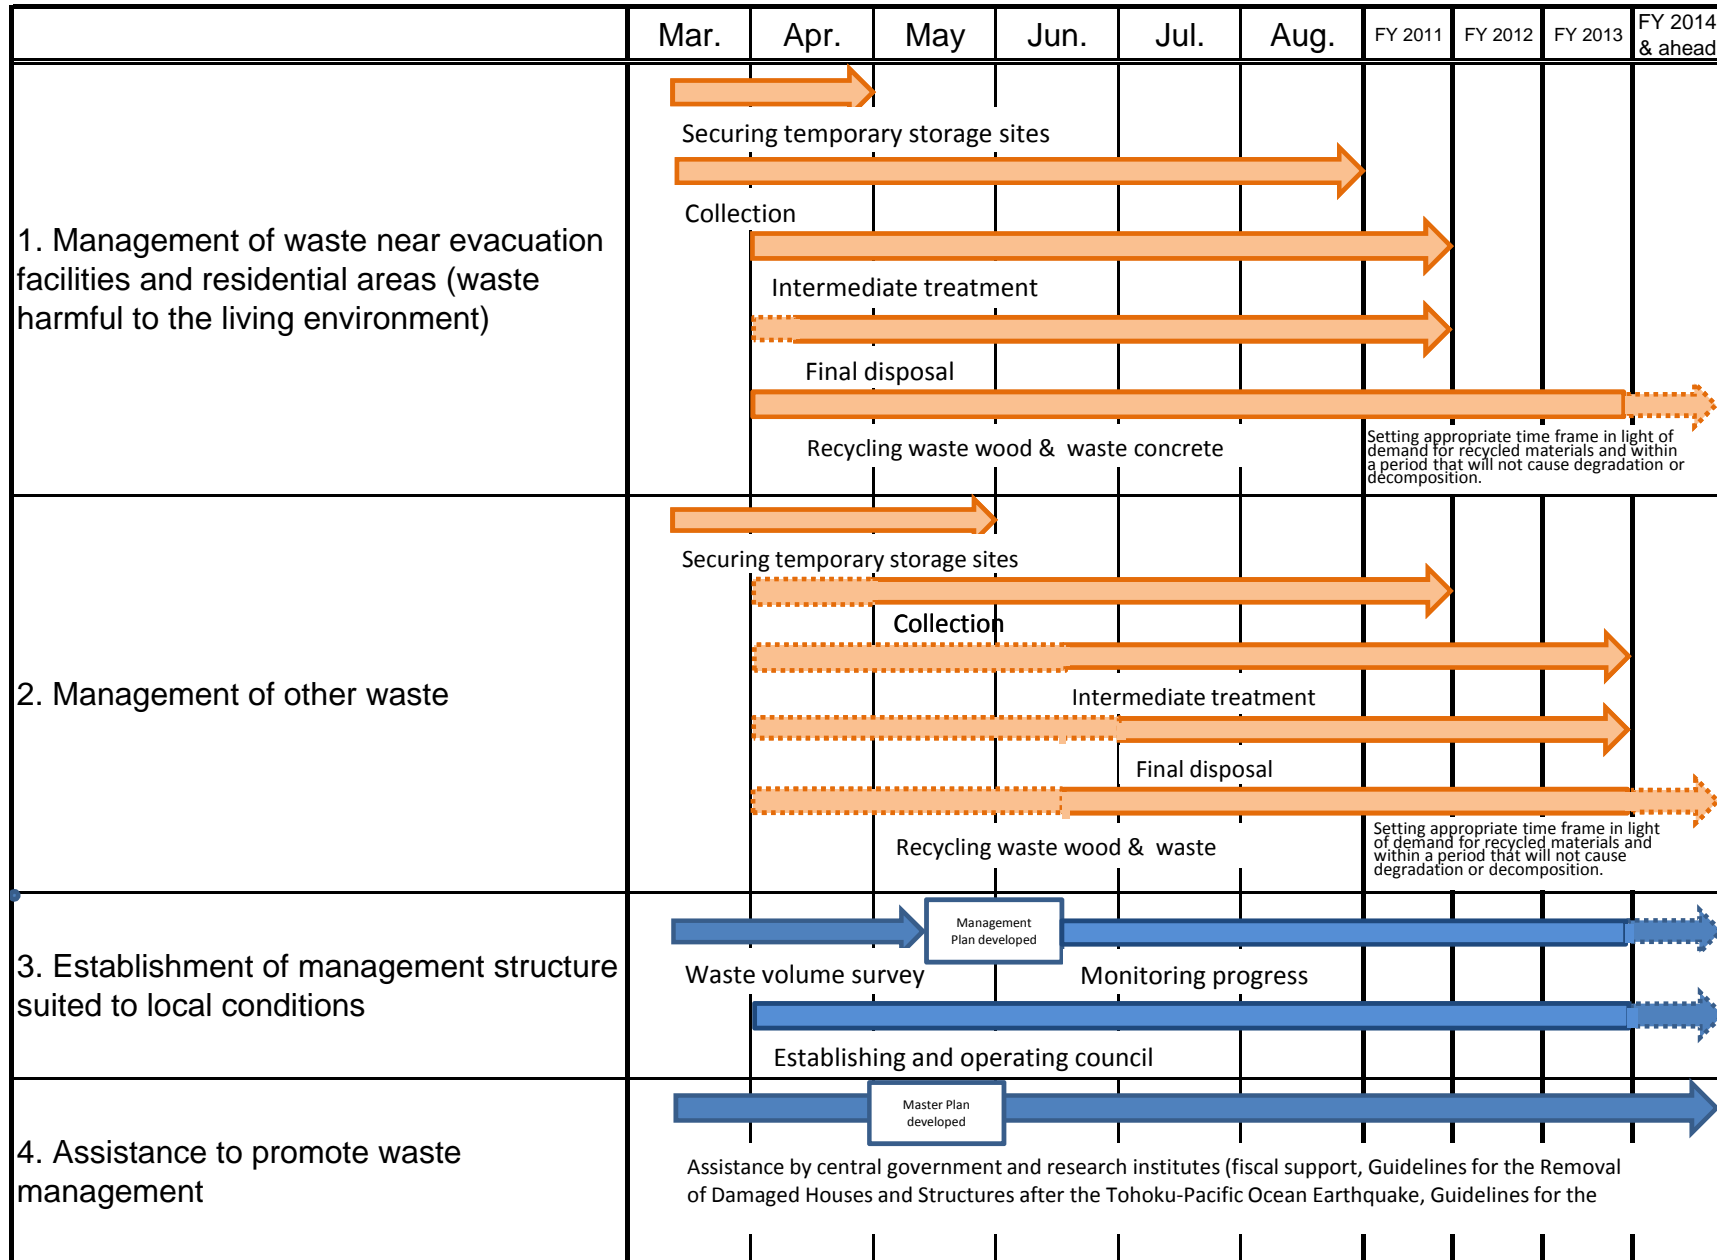 Mar. Apr. May Jun. Jul. Aug. FY 2011 FY 2012 FY 2013 FY 2014
& ahead
1. Management of waste near evacuation
facilities and residential areas (waste
harmful to the living environment)
Securing temporary storage sites
Collection
Intermediate treatment
Final disposal
Recycling waste wood & waste concrete
Setting appropriate time frame in light of
demand for recycled materials and within
a period that will not cause degradation or
decomposition.
2. Management of other waste
Securing temporary storage sites
Collection
Intermediate treatment
Final disposal
Recycling waste wood & waste
Setting appropriate time frame in light
of demand for recycled materials and
within a period that will not cause
degradation or decomposition.
3. Establishment of management structure
suited to local conditions
Management
Plan developed
Waste volume survey
Monitoring progress
Establishing and operating council
4. Assistance to promote waste
management
Master Plan
developed
Assistance by central government and research institutes (fiscal support, Guidelines for the Removal
of Damaged Houses and Structures after the Tohoku-Pacific Ocean Earthquake, Guidelines for the